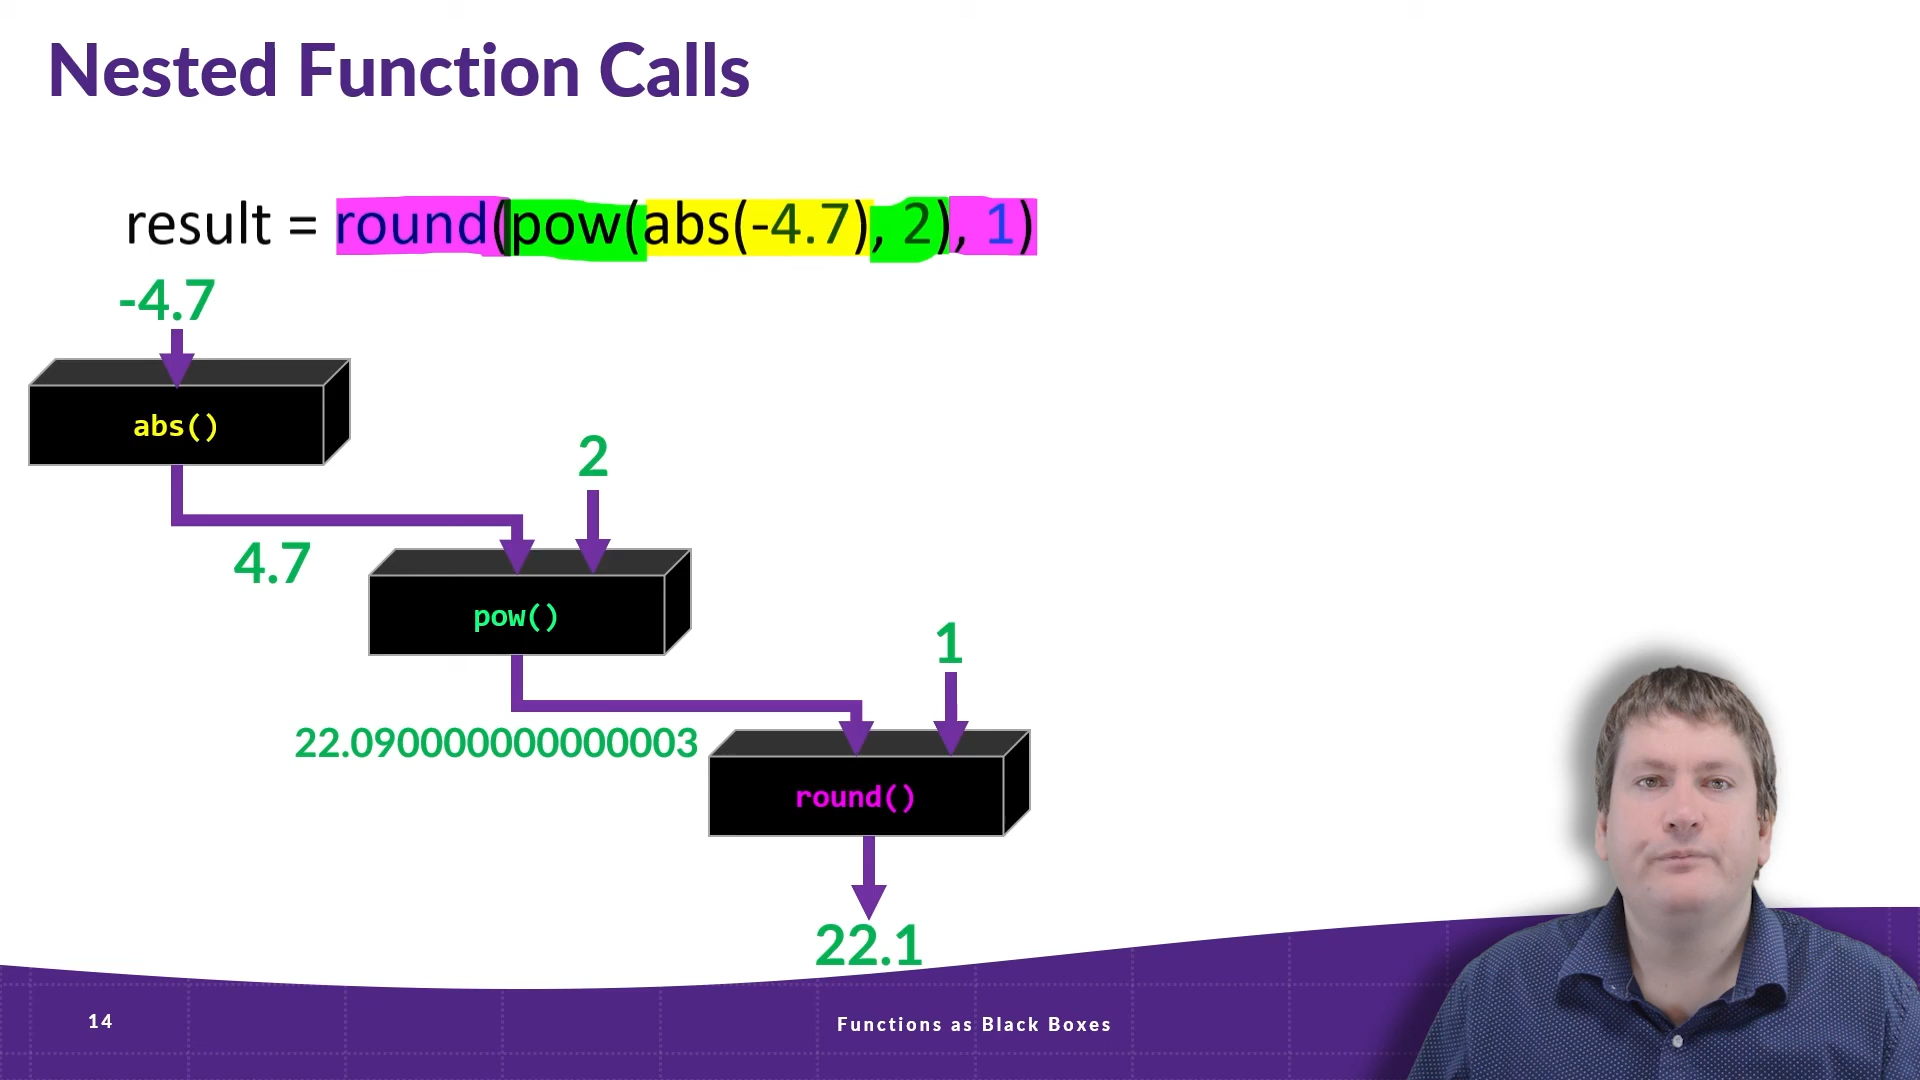 Nested Function Calls
result = round(pow(abs(-4.7), 2), 1)
-4.7
abs()
2
4.7
pow()
1
22.090000000000003
round()
22.1
14
Functions as Black Boxes